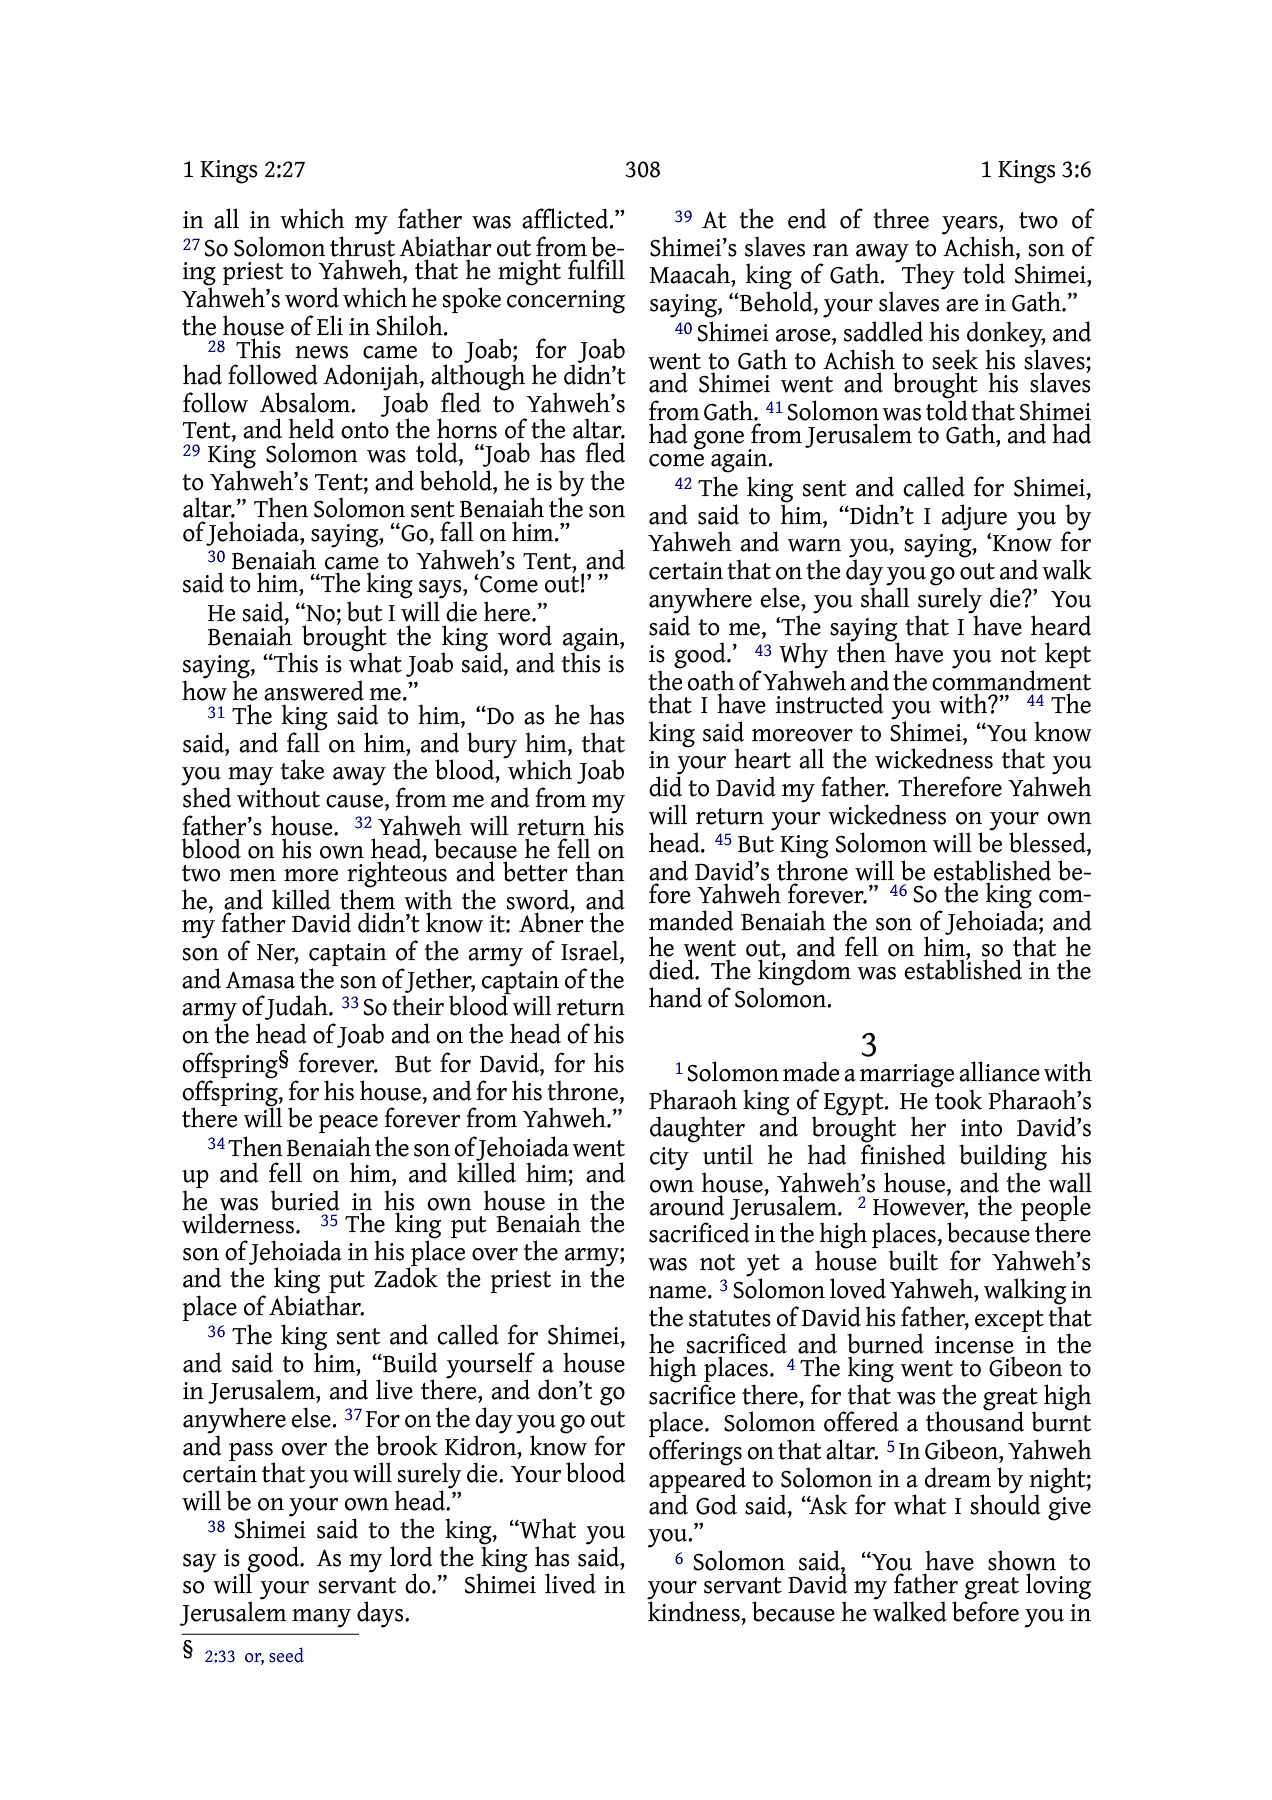 1 Kings 2:27 308 1 Kings 3:6
in all in which my father was afflicted.”
27 So Solomon thrust Abiathar out from be-
ing priest to Yahweh, that he might fulfill
Yahweh’s word which he spoke concerning
the house of Eli in Shiloh.
28 This news came to Joab; for Joab
had followed Adonijah, although he didn’t
follow Absalom. Joab fled to Yahweh’s
Tent, and held onto the horns of the altar.
29 King Solomon was told, “Joab has fled
to Yahweh’s Tent; and behold, he is by the
altar.” Then Solomon sent Benaiah the son
of Jehoiada, saying, “Go, fall on him.”
30 Benaiah came to Yahweh’s Tent, and
said to him, “The king says, ‘Come out!’ ”
He said, “No; but I will die here.”
Benaiah brought the king word again,
saying, “This is what Joab said, and this is
how he answered me.”
31 The king said to him, “Do as he has
said, and fall on him, and bury him, that
you may take away the blood, which Joab
shed without cause, from me and from my
father’s house. 32 Yahweh will return his
blood on his own head, because he fell on
two men more righteous and better than
he, and killed them with the sword, and
my father David didn’t know it: Abner the
son of Ner, captain of the army of Israel,
and Amasa the son of Jether, captain of the
army of Judah. 33 So their blood will return
on the head of Joab and on the head of his
offspring§ forever. But for David, for his
offspring, for his house, and for his throne,
there will be peace forever from Yahweh.”
34 Then Benaiah the son of Jehoiada went
up and fell on him, and killed him; and
he was buried in his own house in the
wilderness. 35 The king put Benaiah the
son of Jehoiada in his place over the army;
and the king put Zadok the priest in the
place of Abiathar.
36 The king sent and called for Shimei,
and said to him, “Build yourself a house
in Jerusalem, and live there, and don’t go
anywhere else. 37 For on the day you go out
and pass over the brook Kidron, know for
certain that you will surely die. Your blood
will be on your own head.”
38 Shimei said to the king, “What you
say is good. As my lord the king has said,
so will your servant do.” Shimei lived in
Jerusalem many days.
§ 2:33 or, seed
39 At the end of three years, two of
Shimei’s slaves ran away to Achish, son of
Maacah, king of Gath. They told Shimei,
saying, “Behold, your slaves are in Gath.”
40 Shimei arose, saddled his donkey, and
went to Gath to Achish to seek his slaves;
and Shimei went and brought his slaves
from Gath. 41 Solomon was told that Shimei
had gone from Jerusalem to Gath, and had
come again.
42 The king sent and called for Shimei,
and said to him, “Didn’t I adjure you by
Yahweh and warn you, saying, ‘Know for
certain that on the day you go out and walk
anywhere else, you shall surely die?’ You
said to me, ‘The saying that I have heard
is good.’ 43 Why then have you not kept
the oath of Yahweh and the commandment
that I have instructed you with?” 44 The
king said moreover to Shimei, “You know
in your heart all the wickedness that you
did to David my father. Therefore Yahweh
will return your wickedness on your own
head. 45 But King Solomon will be blessed,
and David’s throne will be established be-
fore Yahweh forever.” 46 So the king com-
manded Benaiah the son of Jehoiada; and
he went out, and fell on him, so that he
died. The kingdom was established in the
hand of Solomon.
3
1 Solomon made a marriage alliance with
Pharaoh king of Egypt. He took Pharaoh’s
daughter and brought her into David’s
city until he had finished building his
own house, Yahweh’s house, and the wall
around Jerusalem. 2 However, the people
sacrificed in the high places, because there
was not yet a house built for Yahweh’s
name. 3 Solomon loved Yahweh, walking in
the statutes of David his father, except that
he sacrificed and burned incense in the
high places. 4 The king went to Gibeon to
sacrifice there, for that was the great high
place. Solomon offered a thousand burnt
offerings on that altar. 5 In Gibeon, Yahweh
appeared to Solomon in a dream by night;
and God said, “Ask for what I should give
you.”
6 Solomon said, “You have shown to
your servant David my father great loving
kindness, because he walked before you in